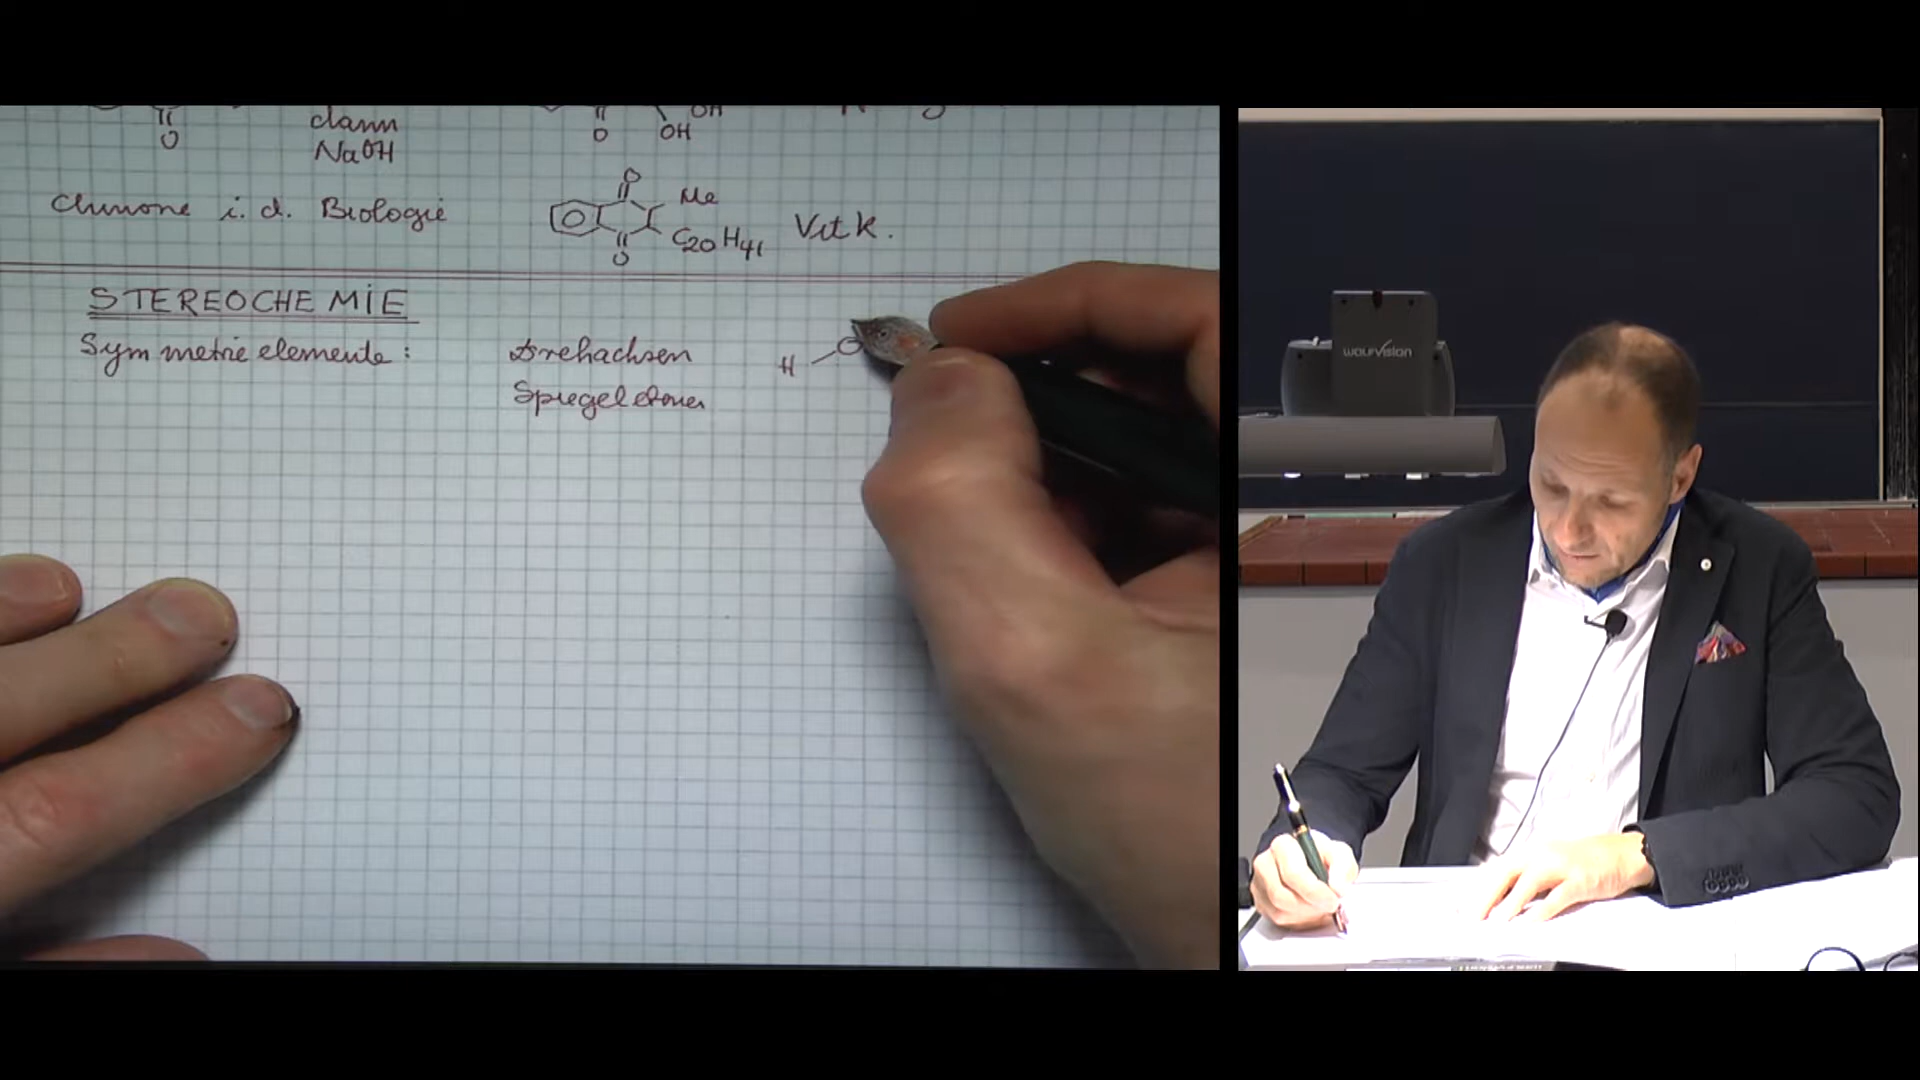 O
dann
NaOH
O
OH
OH
Chinone i. d. Biologie
O
Me
C20H41
O
Vit K.
STEREOCHEMIE
Symmetrieelemente:
Drehachsen
H
O
Spiegelebenen
WOLFVISION